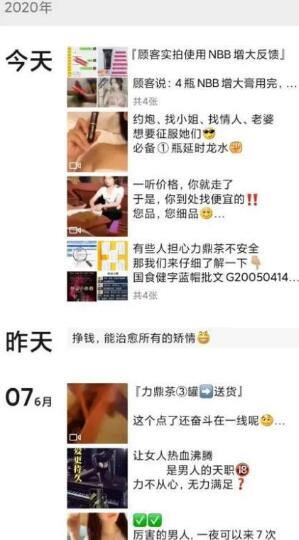 2020年
今天
『顾客实拍使用 NBB 增大反馈』
顾客说：4 瓶 NBB 增大膏用完，...
共4张
约炮、找小姐、找情人、老婆
想要征服她们😎
必备 ① 瓶延时龙水👊
一听价格，你就走了
于是，你到处找便宜的‼️
您品，您细品😏...
有些人担心力鼎茶不安全
那我们来仔细了解一下👇🏻
国食健字蓝帽批文 G20050414...
共4张
昨天
挣钱，能治愈所有的矫情😆
07 6月
『力鼎茶③罐➡️送货』
这个点了还奋斗在一线呢🧐...
让女人热血沸腾
是男人的天职🔞
力不从心，无力满足❓
✅✅
厉害的男人，一夜可以来 7 次